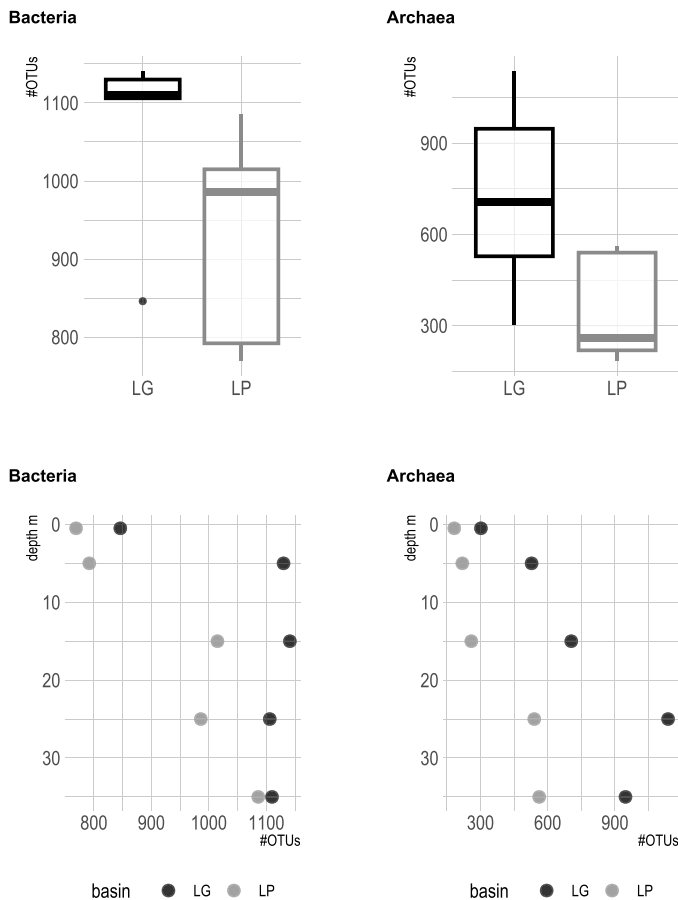 Bacteria
#OTUs
1100
1000
900
800
LG LP
Archaea
#OTUs
900
600
300
LG LP
Bacteria
depth m
0
10
20
30
800 900 1000 1100
#OTUs
basin LG LP
Archaea
depth m
0
10
20
30
300 600 900
#OTUs
basin LG LP